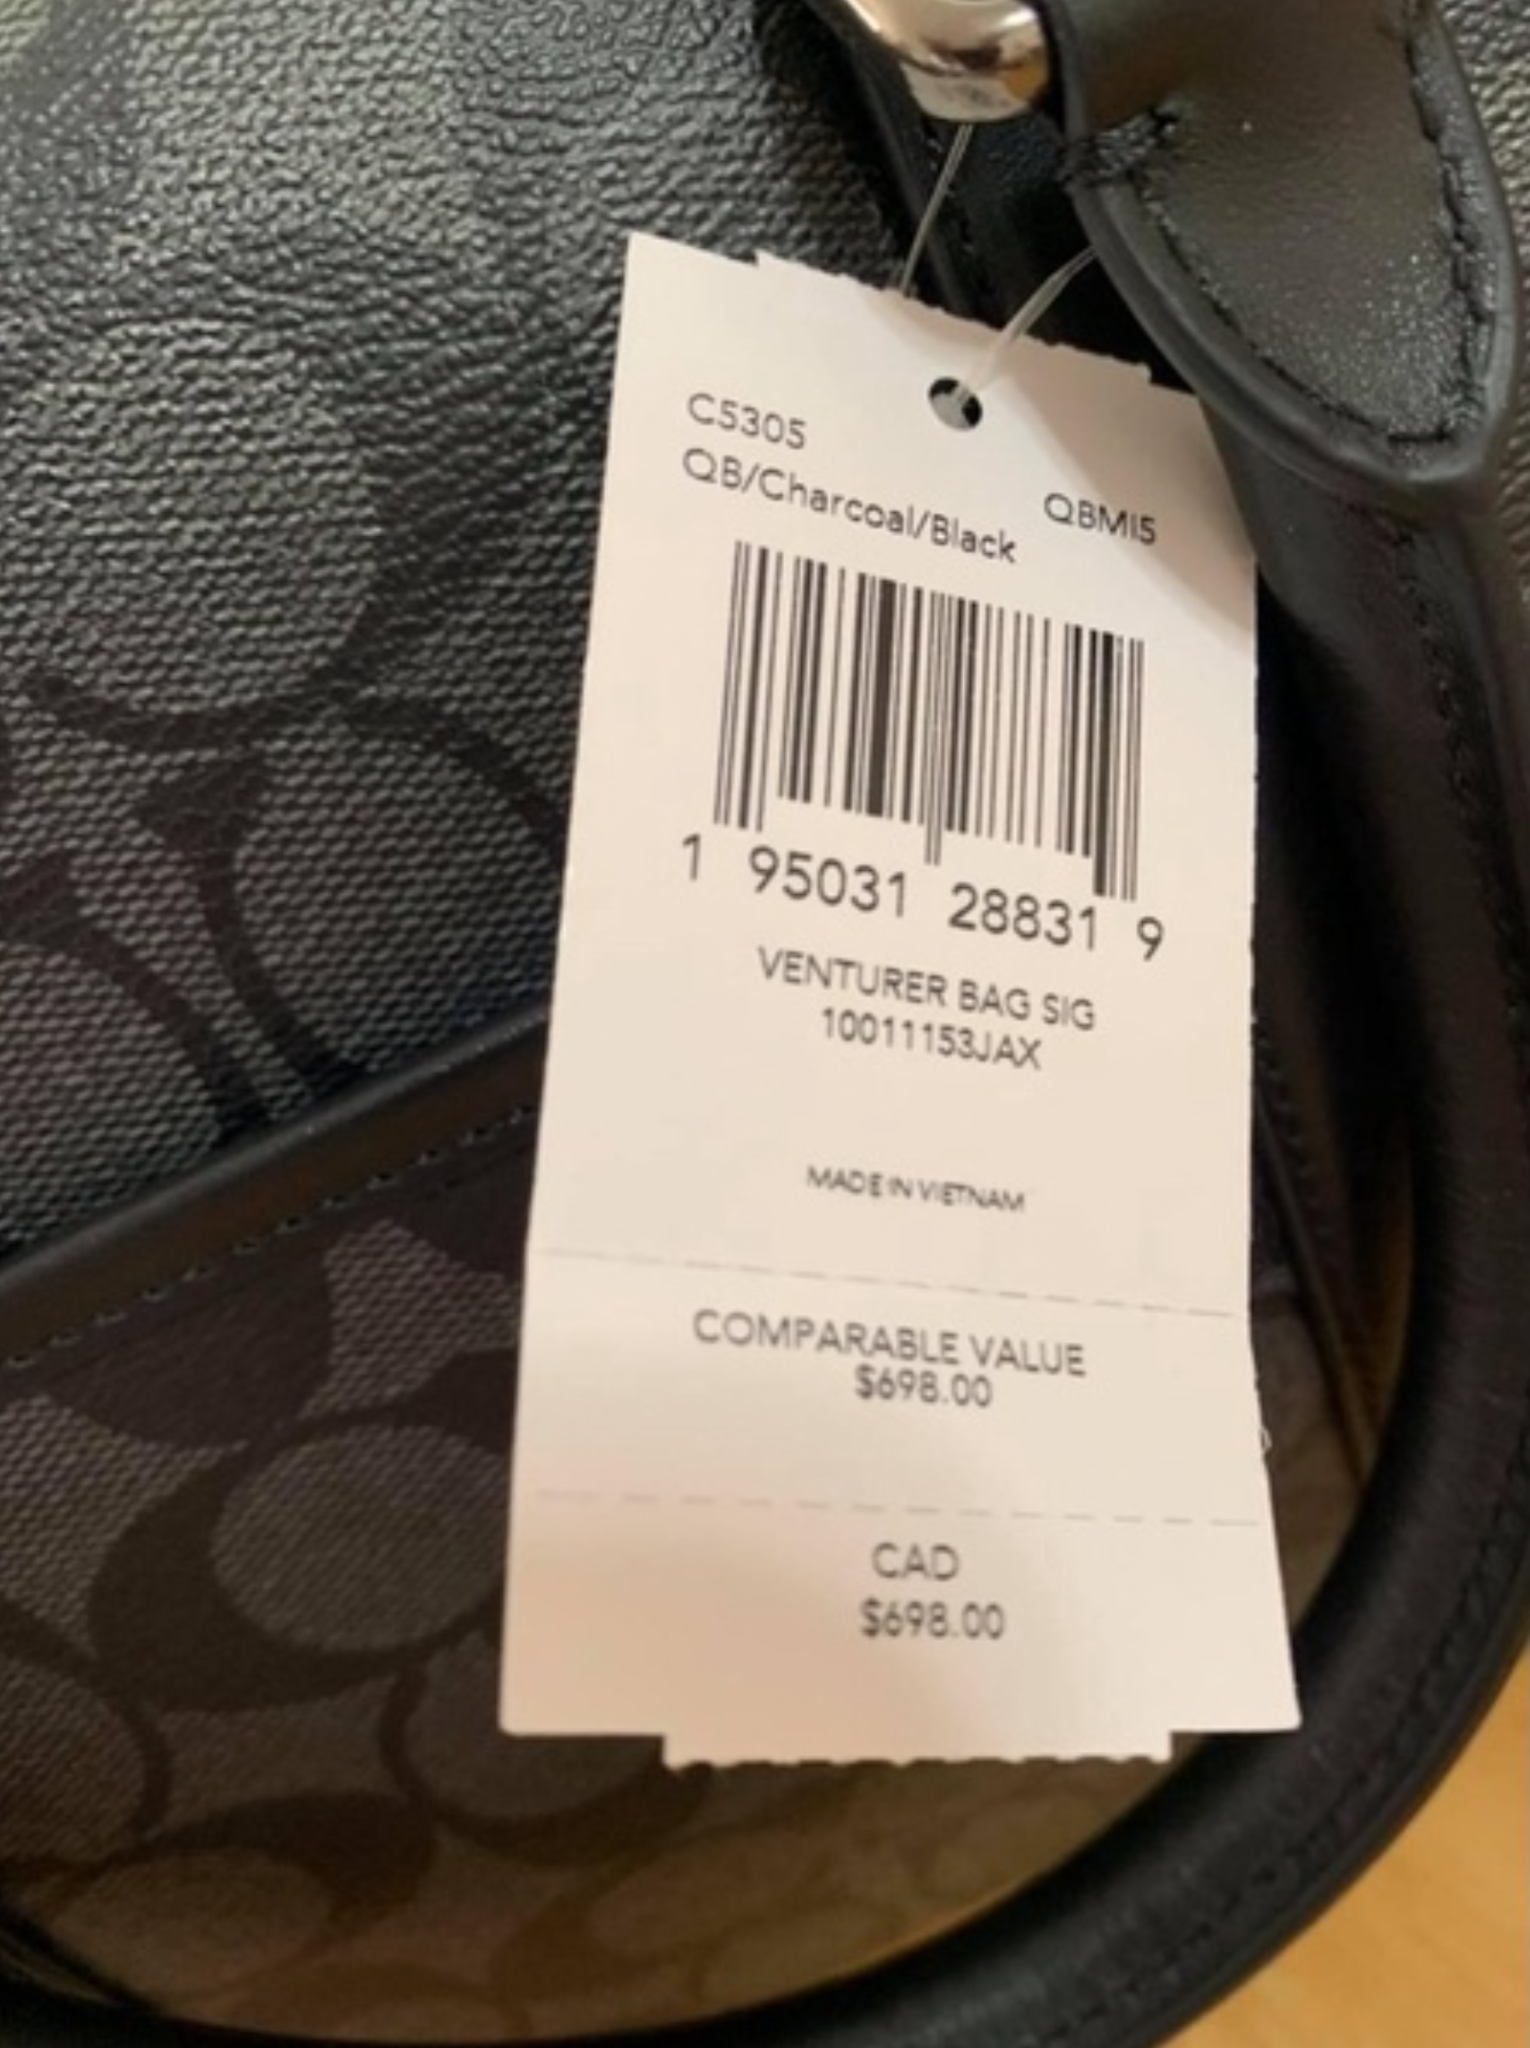 C5305
QB/Charcoal/Black QBMI5
1 95031 28831 9
VENTURER BAG SIG
10011153JAX
MADE IN VIETNAM
COMPARABLE VALUE
$698.00
CAD
$698.00